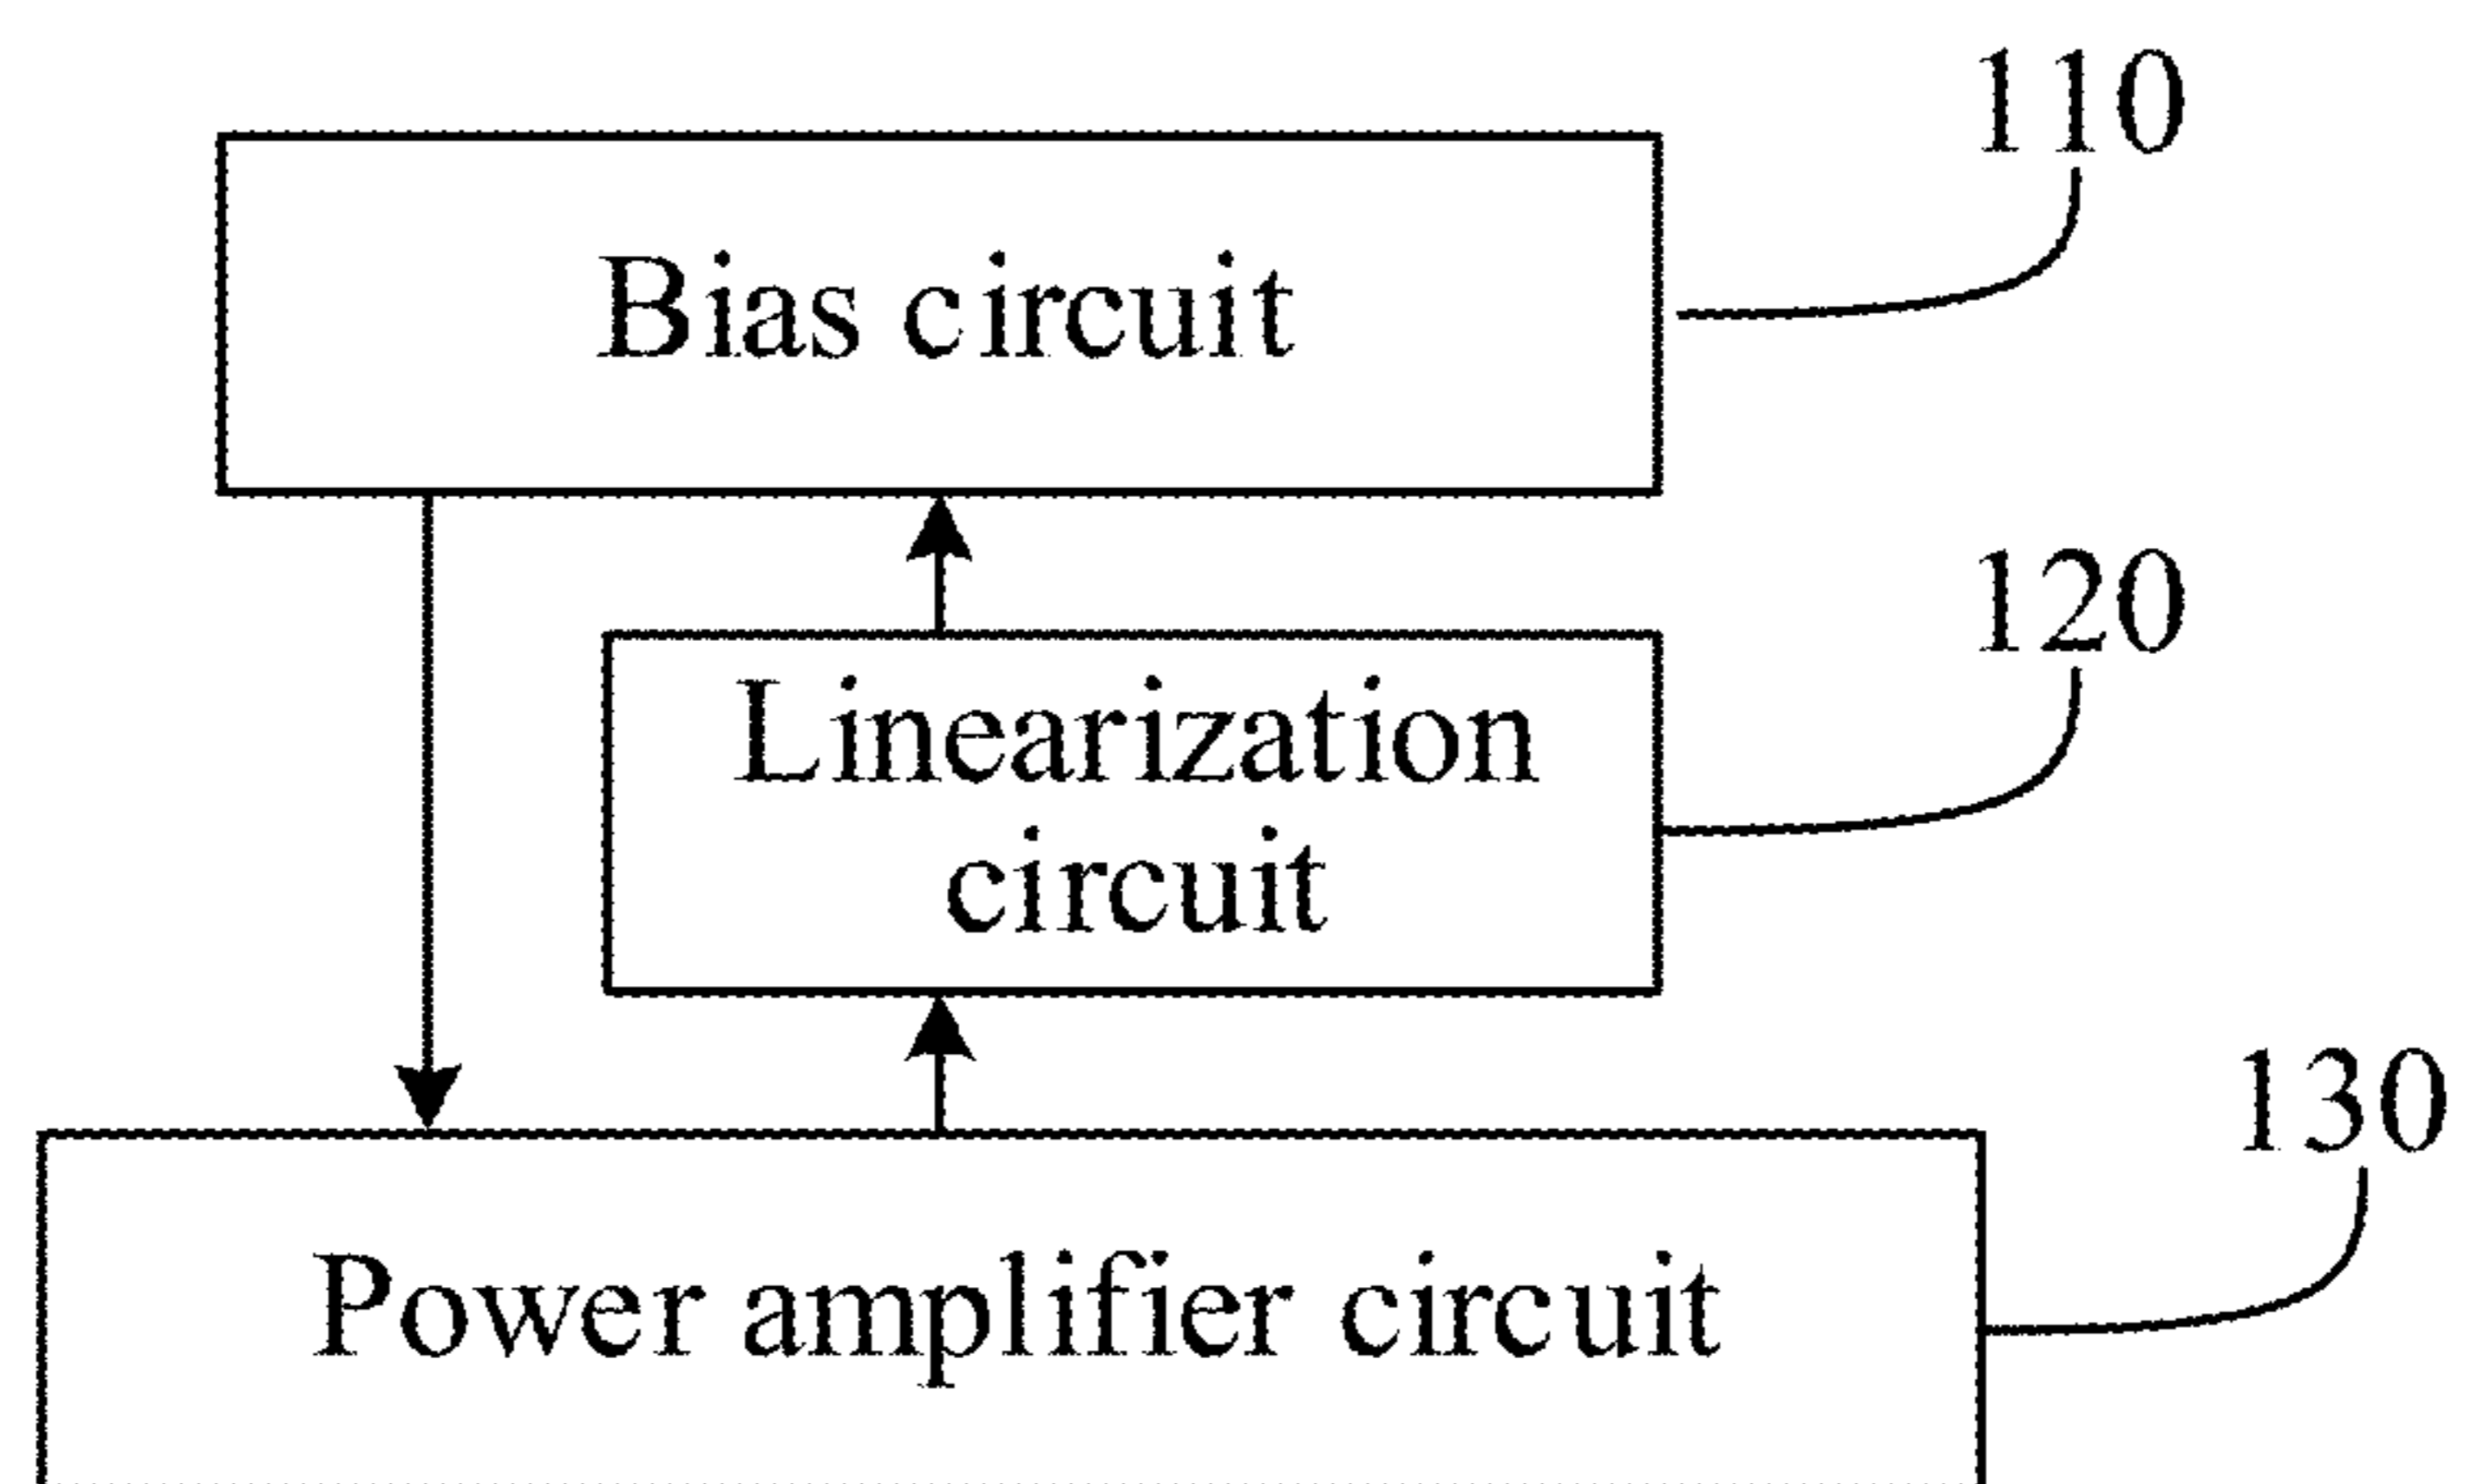 110
Bias circuit
120
Linearization
circuit
130
Power amplifier circuit